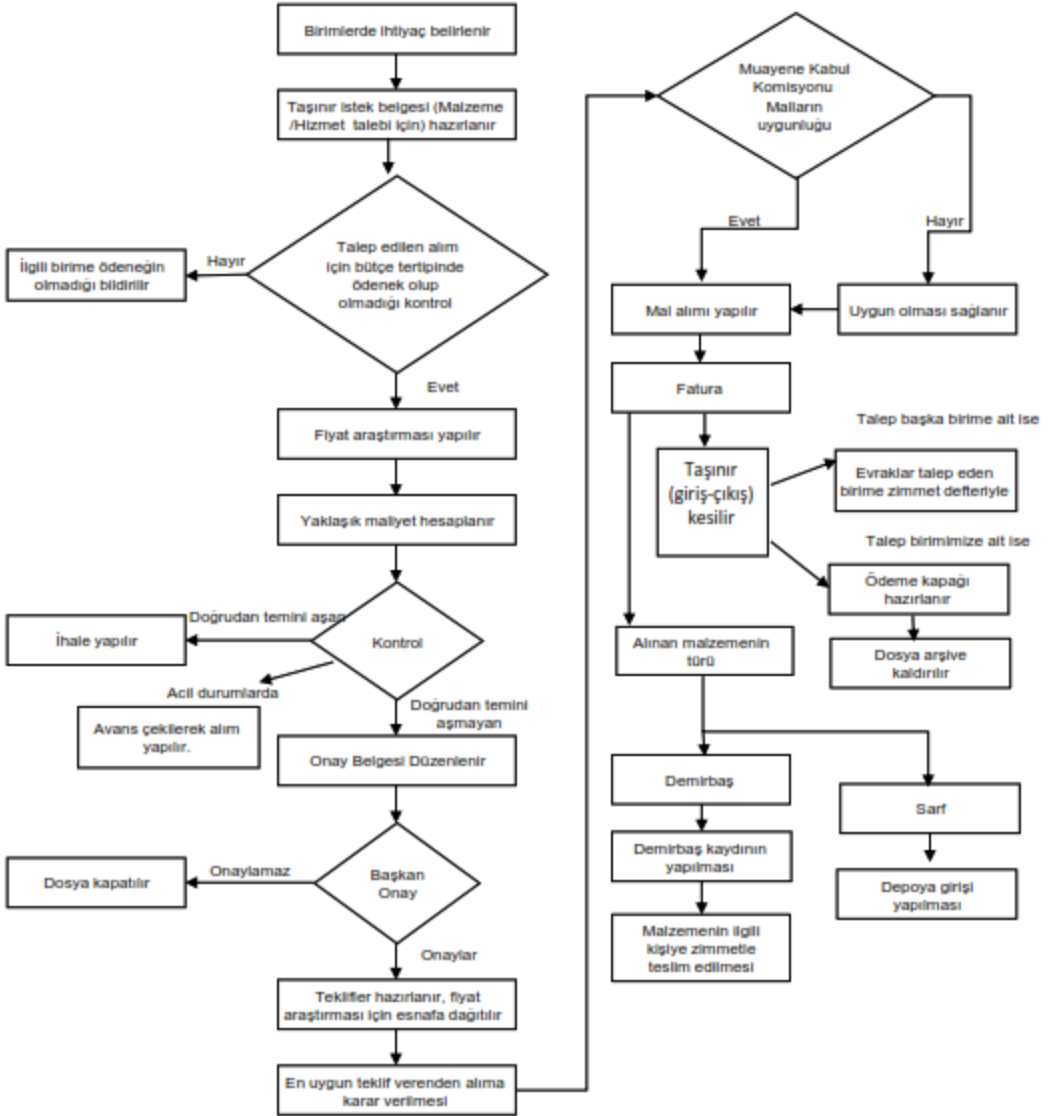 Birimlerde ihtiyaç belirlenir
Taşınır istek belgesi (Malzeme
/Hizmet talebi için) hazırlanır
Talep edilen alım
için bütçe tertipinde
ödenek olup
olmadığı kontrol
Hayır
İlgili birime ödeneğin
olmadığı bildirilir
Evet
Fiyat araştırması yapılır
Yaklaşık maliyet hesaplanır
Kontrol
Doğrudan temini aşan
İhale yapılır
Acil durumlarda
Avans çekilerek alım
yapılır.
Doğrudan temini
aşmayan
Onay Belgesi Düzenlenir
Başkan
Onay
Onaylamaz
Dosya kapatılır
Onaylar
Teklifler hazırlanır, fiyat
araştırması için esnafa dağıtılır
En uygun teklif verenden alıma
karar verilmesi
Muayene Kabul
Komisyonu
Malların
uygunluğu
Evet
Hayır
Mal alımı yapılır
Uygun olması sağlanır
Fatura
Taşınır
(giriş-çıkış)
kesilir
Talep başka birime ait ise
Evraklar talep eden
birime zimmet defteriyle
Talep birimimize ait ise
Ödeme kapağı
hazırlanır
Dosya arşive
kaldırılır
Alınan malzemenin
türü
Demirbaş
Demirbaş kaydının
yapılması
Malzemenin ilgili
kişiye zimmetle
teslim edilmesi
Sarf
Depoya girişi
yapılması